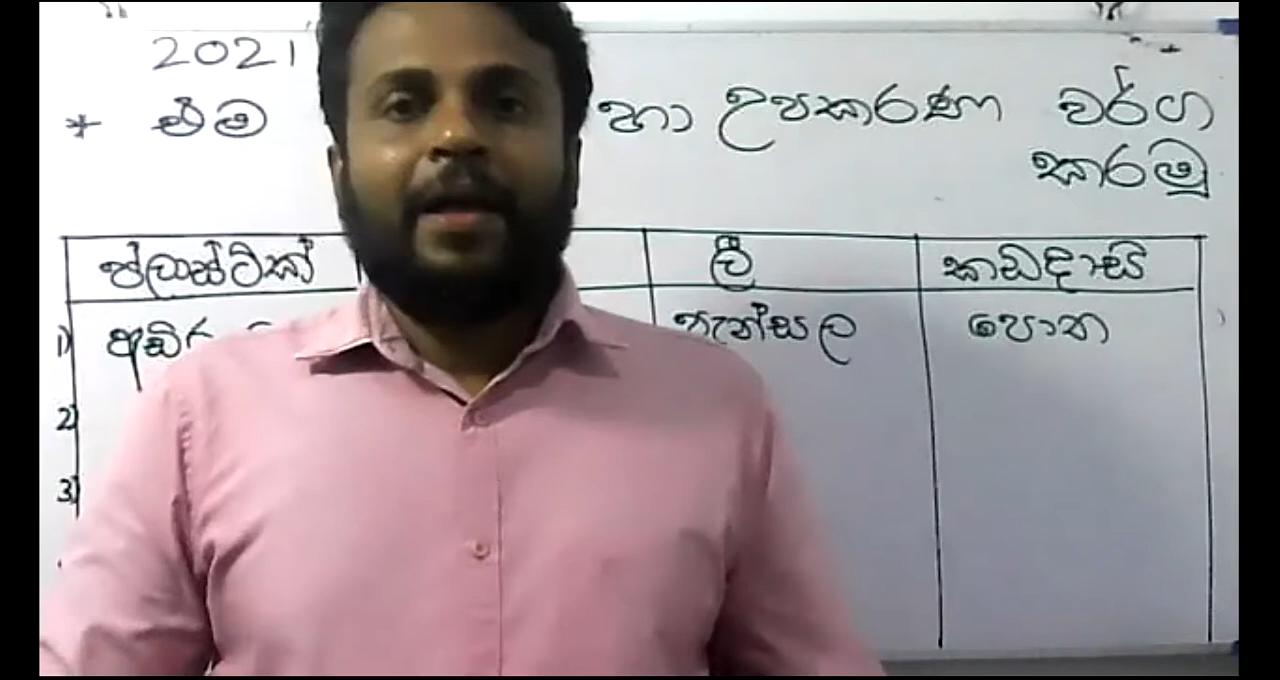 2021
* එම හා උපකරණ වර්ග
කරමු
ප්ලාස්ටික් ලී කඩදාසි
1) පැන්සල පොත
2)
3)